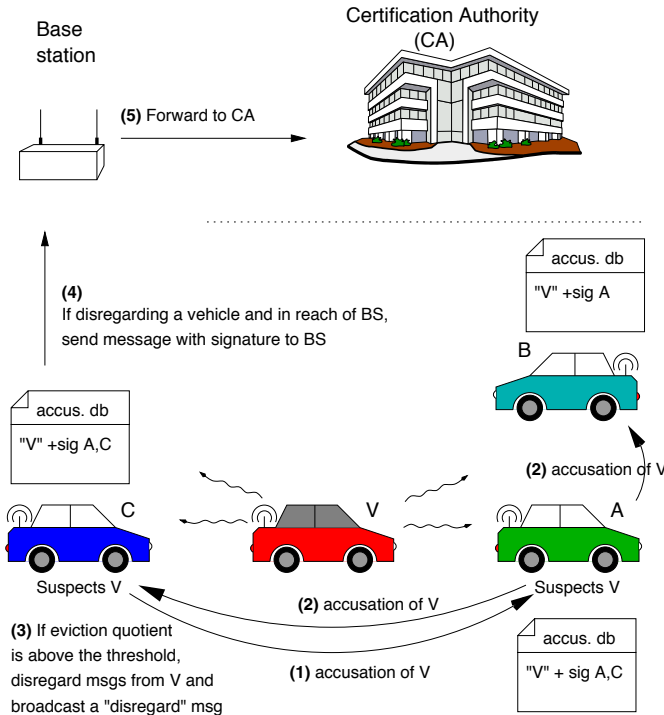 Base
station
Certification Authority
(CA)
(5) Forward to CA
(4)
If disregarding a vehicle and in reach of BS,
send message with signature to BS
accus. db
"V" +sig A
B
accus. db
"V" +sig A,C
(2) accusation of V
C
V
A
Suspects V
Suspects V
(2) accusation of V
(3) If eviction quotient
is above the threshold,
disregard msgs from V and
broadcast a "disregard" msg
(1) accusation of V
accus. db
"V" + sig A,C